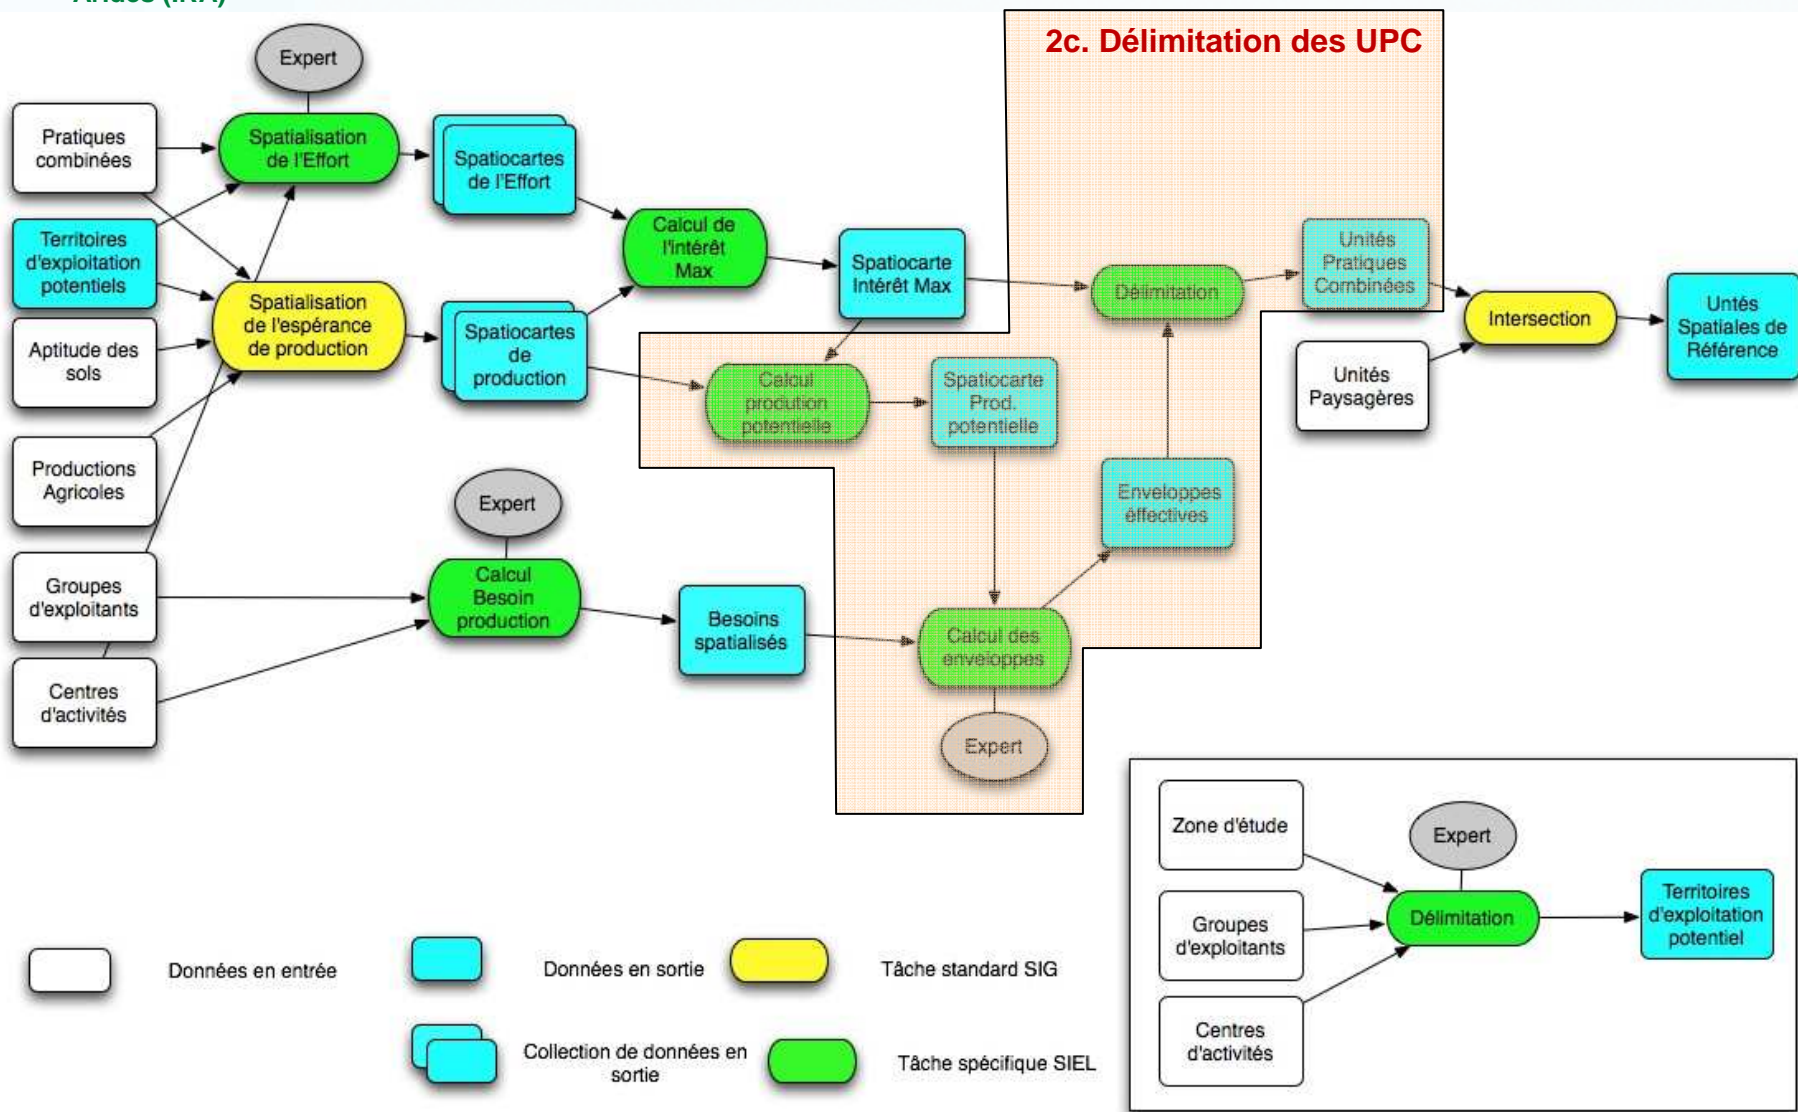 Arides (IRA)
2c. Délimitation des UPC
Expert
Pratiques
combinées
Spatialisation
de l'Effort
Spatiocartes
de l'Effort
Territoires
d'exploitation
potentiels
Calcul de
l'intérêt
Max
Spatiocarte
Intérêt Max
Délimitation
Unités
Pratiques
Combinées
Spatialisation
de l'espérance
de production
Spatiocartes
de
production
Intersection
Untés
Spatiales de
Référence
Aptitude des
sols
Calcul
prodution
potentielle
Spatiocarte
Prod.
potentielle
Unités
Paysagères
Productions
Agricoles
Expert
Enveloppes
éffectives
Groupes
d'exploitants
Calcul
Besoin
production
Besoins
spatialisés
Calcul des
enveloppes
Centres
d'activités
Expert
Zone d'étude
Expert
Groupes
d'exploitants
Délimitation
Territoires
d'exploitation
potentiel
Centres
d'activités
Données en entrée
Données en sortie
Tâche standard SIG
Collection de données en
sortie
Tâche spécifique SIEL